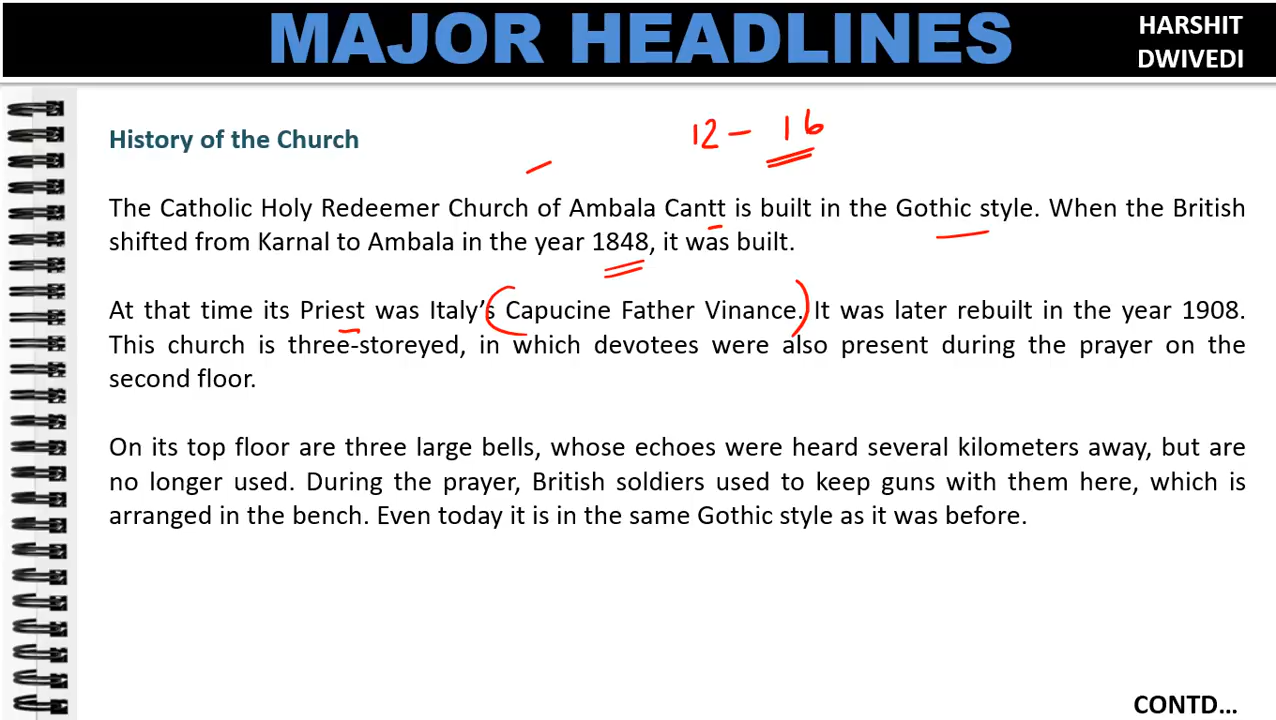 MAJOR HEADLINES
HARSHIT
DWIVEDI
History of the Church
12 - 16
The Catholic Holy Redeemer Church of Ambala Cantt is built in the Gothic style. When the British
shifted from Karnal to Ambala in the year 1848, it was built.
At that time its Priest was Italy’s Capucine Father Vinance. It was later rebuilt in the year 1908.
This church is three-storeyed, in which devotees were also present during the prayer on the
second floor.
On its top floor are three large bells, whose echoes were heard several kilometers away, but are
no longer used. During the prayer, British soldiers used to keep guns with them here, which is
arranged in the bench. Even today it is in the same Gothic style as it was before.
CONTD...